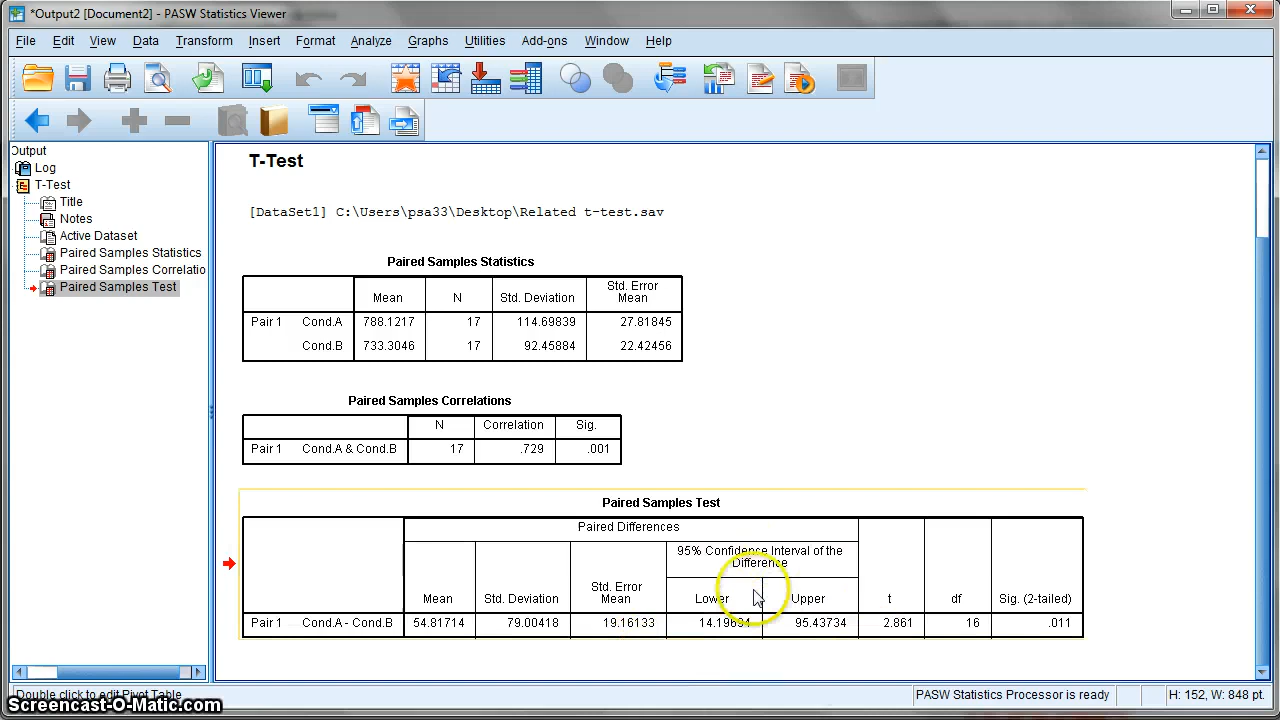 *Output2 [Document2] - PASW Statistics Viewer
File Edit View Data Transform Insert Format Analyze Graphs Utilities Add-ons Window Help
Output
Log
T-Test
Title
Notes
Active Dataset
Paired Samples Statistics
Paired Samples Correlatio
Paired Samples Test
T-Test
[DataSet1] C:\Users\psa33\Desktop\Related t-test.sav
Paired Samples Statistics
Mean N Std. Deviation Std. Error Mean
Pair 1 Cond.A 788.1217 17 114.69839 27.81845
Cond.B 733.3046 17 92.45884 22.42456
Paired Samples Correlations
N Correlation Sig.
Pair 1 Cond.A & Cond.B 17 .729 .001
Paired Samples Test
Paired Differences
95% Confidence Interval of the
Difference
Mean Std. Deviation Std. Error Mean Lower Upper t df Sig. (2-tailed)
Pair 1 Cond.A - Cond.B 54.81714 79.00418 19.16133 95.43734 2.861 16 .011
Double click to edit Pivot Table
PASW Statistics Processor is ready H: 152, W: 848 pt.
Screencast-O-Matic.com